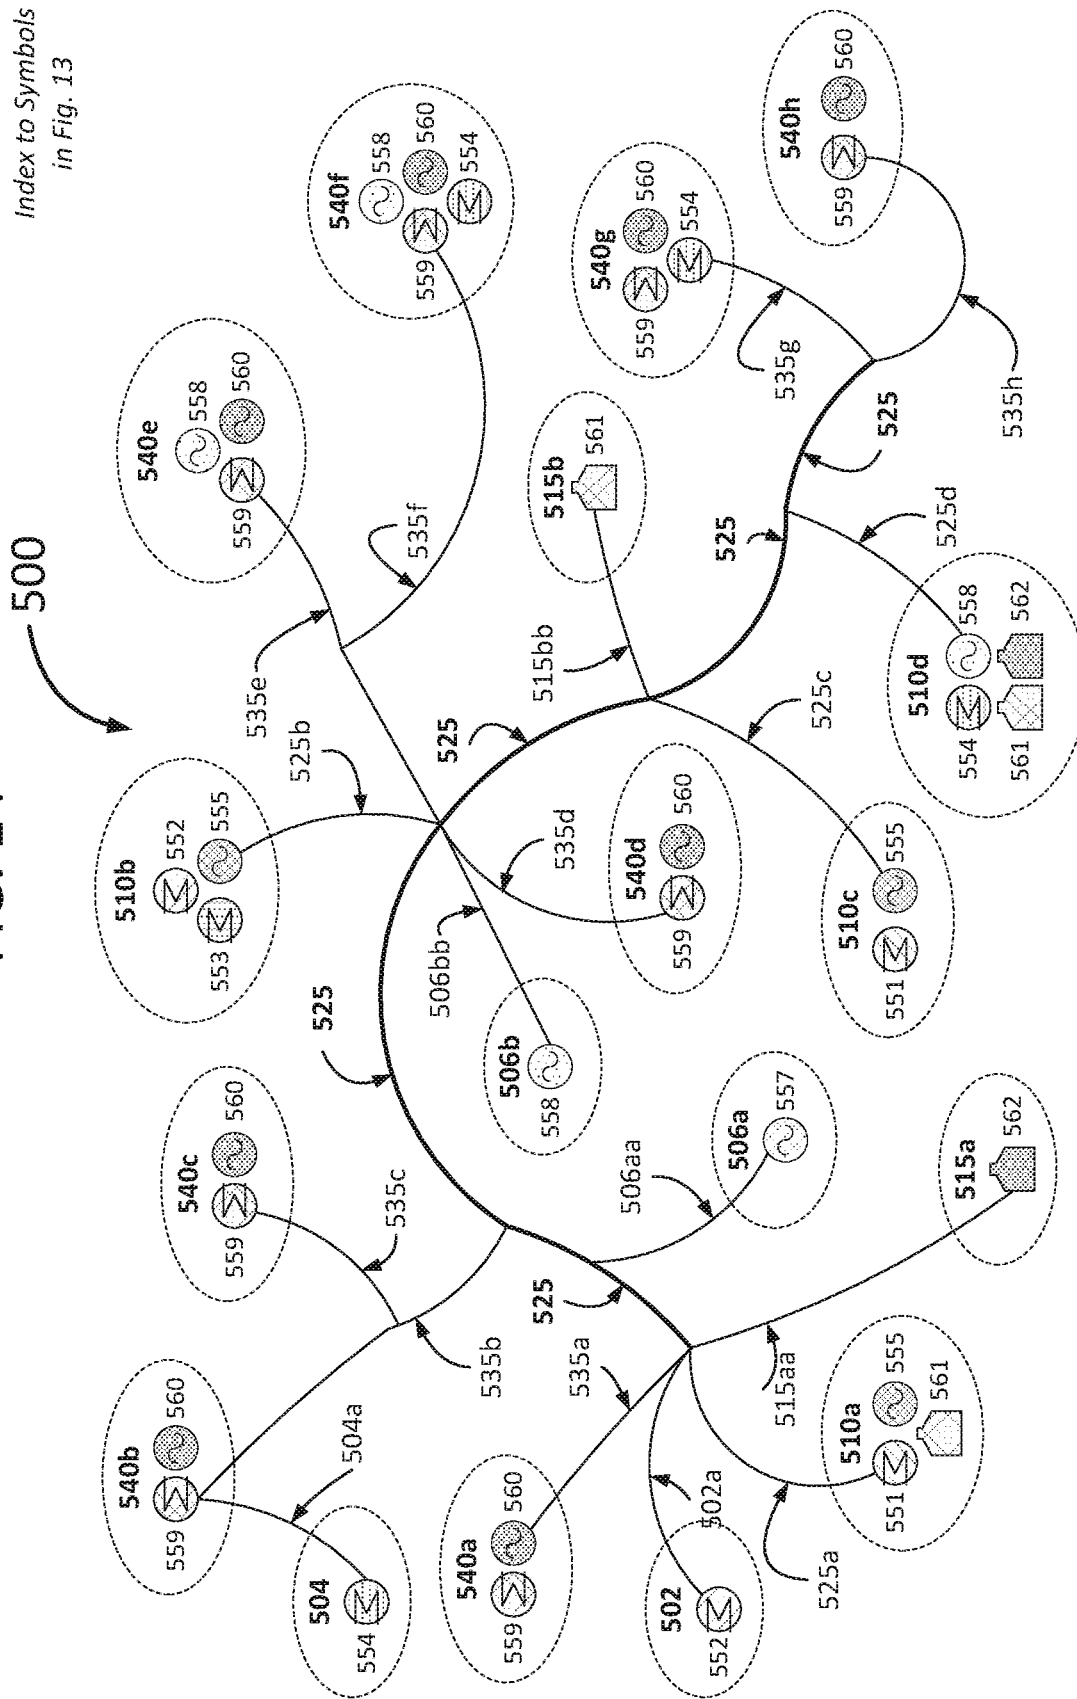 Index to Symbols
in Fig. 13
500
540b
559
560
504a
504
554
540c
559
560
535c
535b
540a
559
560
535a
502
552
502a
525a
510a
551
555
561
515aa
515a
562
506aa
506a
557
525
525
506b
558
506bb
510b
552
553
555
525b
535e
540e
558
559
560
535f
540f
558
560
559
554
525
535d
540d
559
560
515bb
515b
561
525c
510c
551
555
525
525d
510d
554
558
561
562
525
535g
540g
559
560
554
535h
540h
559
560